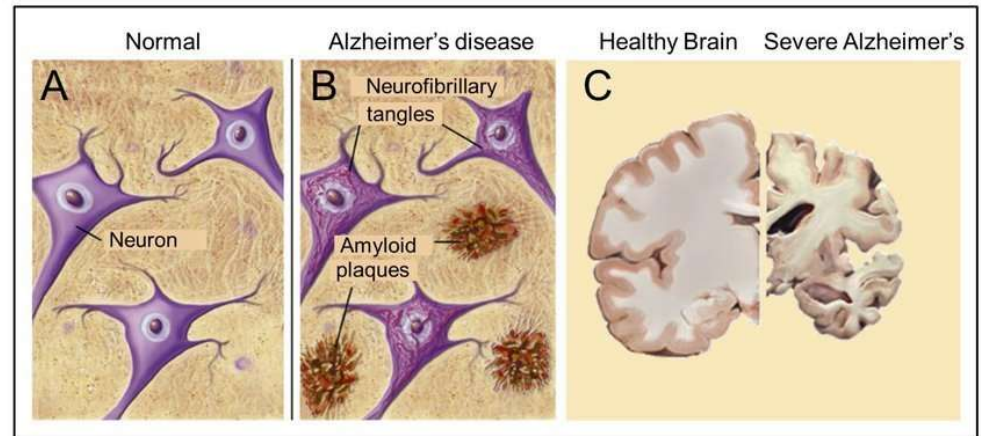 Normal
Alzheimer's disease
Healthy Brain
Severe Alzheimer's
A
B
C
Neurofibrillary
tangles
Neuron
Amyloid
plaques